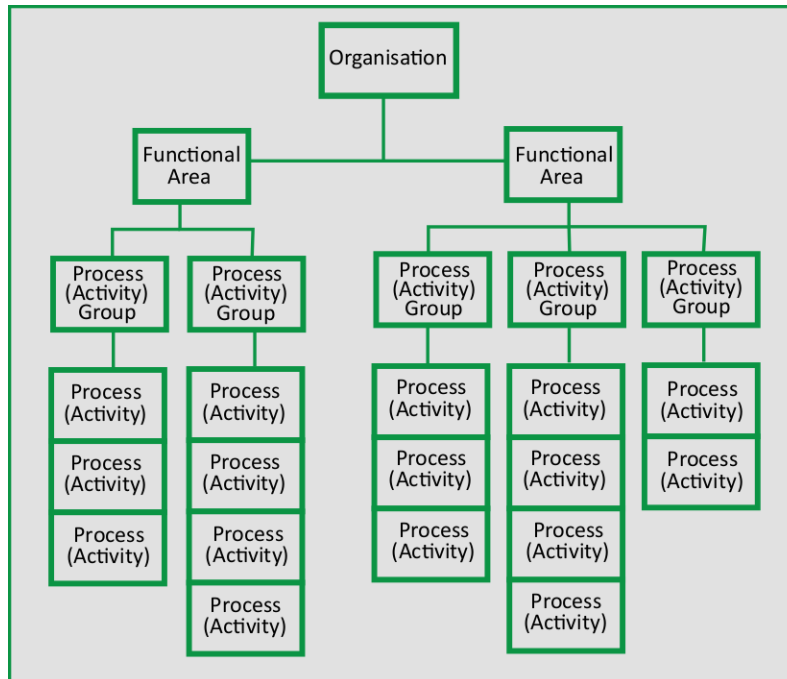 Organisation
Functional
Area
Functional
Area
Process
(Activity)
Group
Process
(Activity)
Group
Process
(Activity)
Group
Process
(Activity)
Group
Process
(Activity)
Group
Process
(Activity)
Process
(Activity)
Process
(Activity)
Process
(Activity)
Process
(Activity)
Process
(Activity)
Process
(Activity)
Process
(Activity)
Process
(Activity)
Process
(Activity)
Process
(Activity)
Process
(Activity)
Process
(Activity)
Process
(Activity)
Process
(Activity)
Process
(Activity)